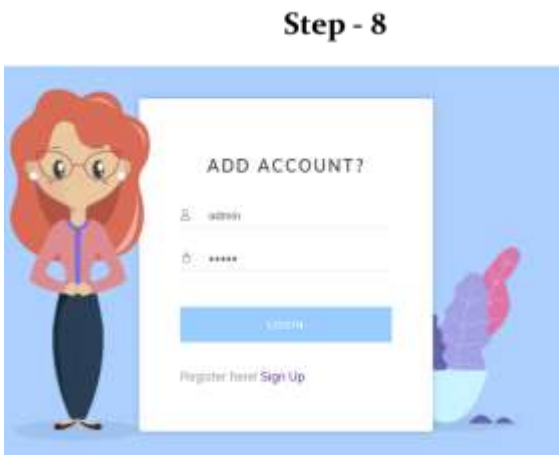 Step - 8
ADD ACCOUNT?
admin
•••••
LOGIN
Register here! Sign Up